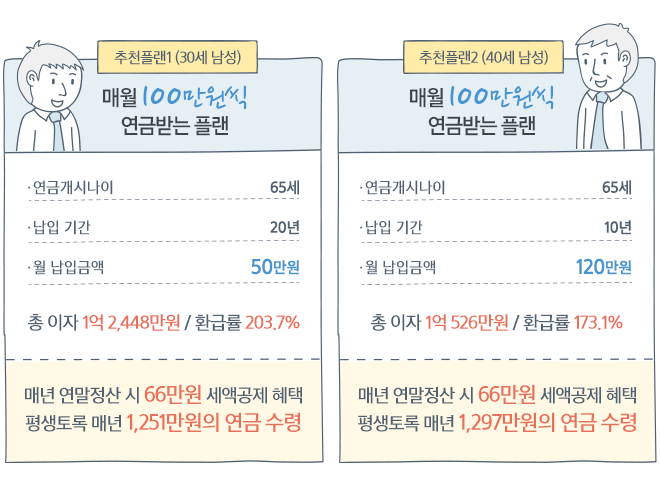 추천플랜1 (30세 남성)
매월 100만원씩
연금받는 플랜
·연금개시나이 65세
·납입 기간 20년
·월 납입금액 50만원
총 이자 1억 2,448만원 / 환급률 203.7%
매년 연말정산 시 66만원 세액공제 혜택
평생토록 매년 1,251만원의 연금 수령
추천플랜2 (40세 남성)
매월 100만원씩
연금받는 플랜
·연금개시나이 65세
·납입 기간 10년
·월 납입금액 120만원
총 이자 1억 526만원 / 환급률 173.1%
매년 연말정산 시 66만원 세액공제 혜택
평생토록 매년 1,297만원의 연금 수령